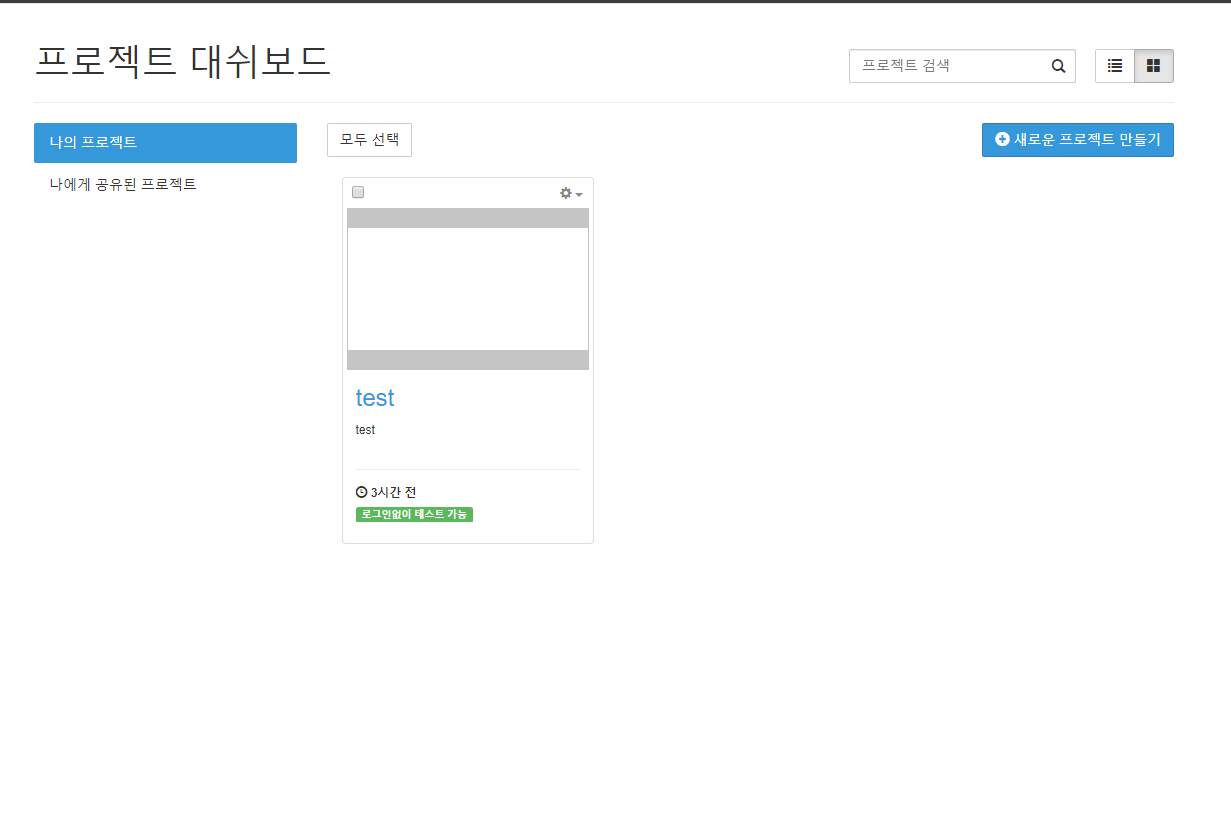 프로젝트 대쉬보드
프로젝트 검색
나의 프로젝트
모두 선택
새로운 프로젝트 만들기
나에게 공유된 프로젝트
test
test
3시간 전
로그인없이 테스트 가능